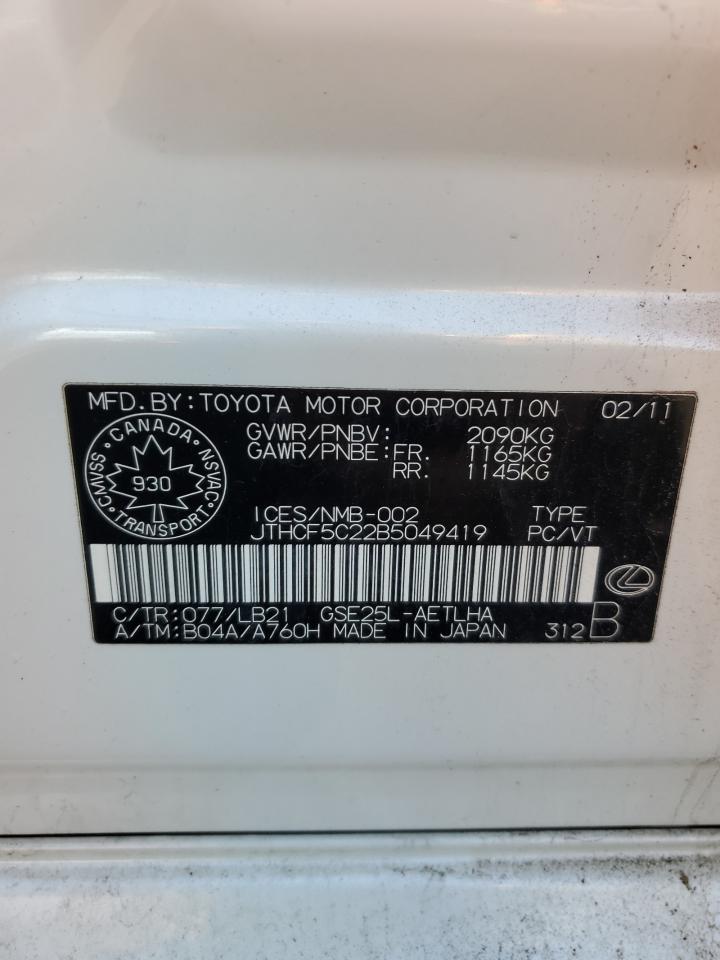 MFD.BY:TOYOTA MOTOR CORPORATION 02/11
GVWR/PNBV: 2090KG
GAWR/PNBE:FR. 1165KG
RR. 1145KG
CANADA
CMVSS NSVAC
930
TRANSPORT
ICES/NMB-002 TYPE
JTHCF5C22B5049419 PC/VT
C/TR:077/LB21 GSE25L-AETLHA
A/TM:B04A/A760H MADE IN JAPAN 312 B